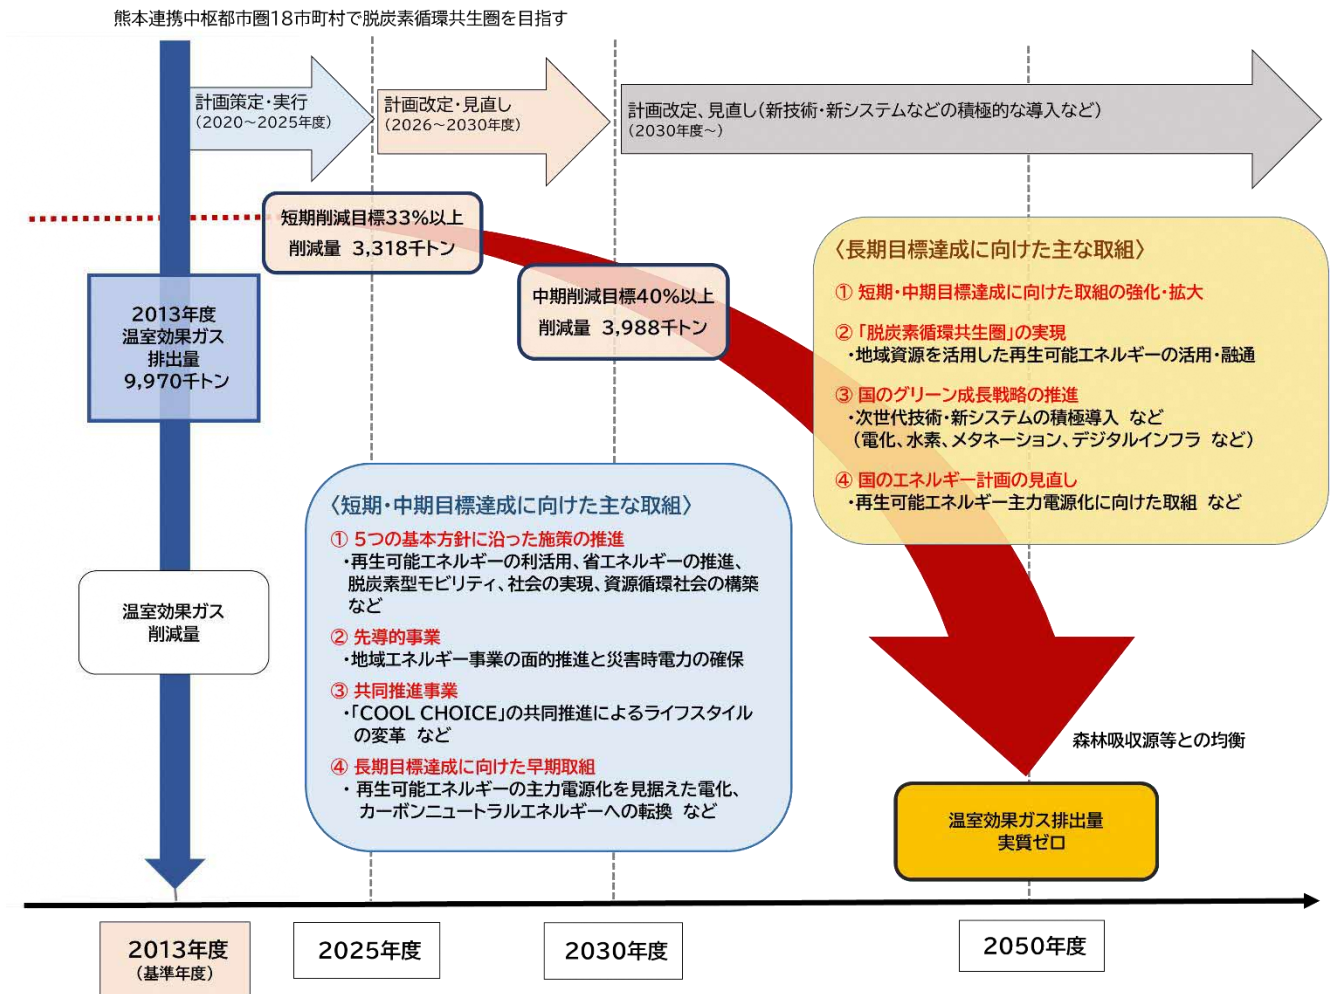 熊本連携中枢都市圏18市町村で脱炭素循環共生圏を目指す
計画策定・実行
（2020～2025年度）
計画改定・見直し
（2026～2030年度）
計画改定、見直し（新技術・新システムなどの積極的な導入など）
（2030年度～）
短期削減目標33%以上
削減量 3,318千トン
中期削減目標40%以上
削減量 3,988千トン
2013年度
温室効果ガス
排出量
9,970千トン
温室効果ガス
削減量
〈長期目標達成に向けた主な取組〉
① 短期・中期目標達成に向けた取組の強化・拡大
② 「脱炭素循環共生圏」の実現
・地域資源を活用した再生可能エネルギーの活用・融通
③ 国のグリーン成長戦略の推進
・次世代技術・新システムの積極導入 など
（電化、水素、メタネーション、デジタルインフラ など）
④ 国のエネルギー計画の見直し
・再生可能エネルギー主力電源化に向けた取組 など
〈短期・中期目標達成に向けた主な取組〉
① 5つの基本方針に沿った施策の推進
・再生可能エネルギーの利活用、省エネルギーの推進、
脱炭素型モビリティ、社会の実現、資源循環社会の構築
など
② 先導的事業
・地域エネルギー事業の面的推進と災害時電力の確保
③ 共同推進事業
・「COOL CHOICE」の共同推進によるライフスタイル
の変革 など
④ 長期目標達成に向けた早期取組
・ 再生可能エネルギーの主力電源化を見据えた電化、
カーボンニュートラルエネルギーへの転換 など
森林吸収源等との均衡
温室効果ガス排出量
実質ゼロ
2013年度
（基準年度）
2025年度
2030年度
2050年度